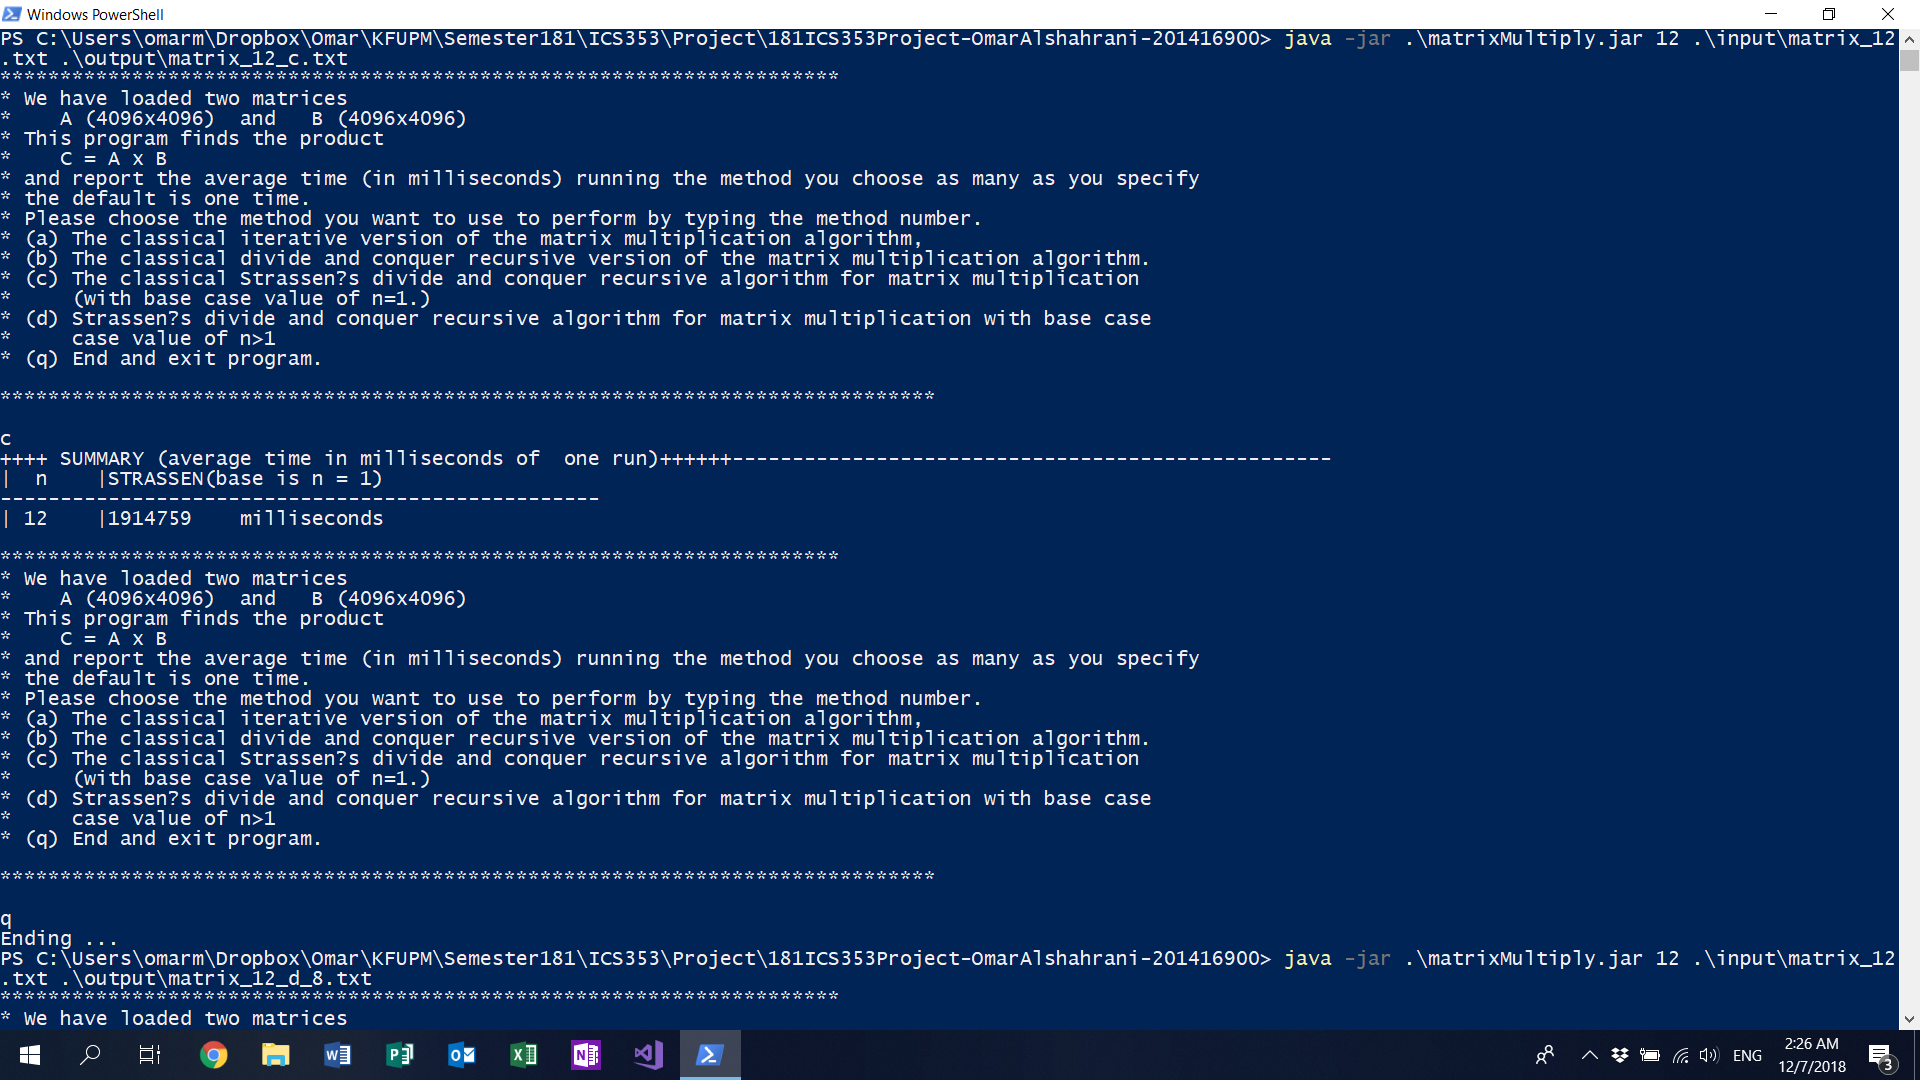 Windows PowerShell
PS C:\Users\omarm\Dropbox\Omar\KFUPM\Semester181\ICS353\Project\181ICS353Project-OmarAlshahrani-201416900> java -jar .\matrixMultiply.jar 12 .\input\matrix_12
.txt .\output\matrix_12_c.txt
**********************************************************************
* We have loaded two matrices
*    A (4096x4096)  and   B (4096x4096)
* This program finds the product
*    C = A x B
* and report the average time (in milliseconds) running the method you choose as many as you specify
* the default is one time.
* Please choose the method you want to use to perform by typing the method number.
* (a) The classical iterative version of the matrix multiplication algorithm,
* (b) The classical divide and conquer recursive version of the matrix multiplication algorithm.
* (c) The classical Strassen?s divide and conquer recursive algorithm for matrix multiplication
*     (with base case value of n=1.)
* (d) Strassen?s divide and conquer recursive algorithm for matrix multiplication with base case
*     case value of n>1
* (q) End and exit program.
******************************************************************************
c
++++ SUMMARY (average time in milliseconds of  one run)++++++--------------------------------------------------
|  n    |STRASSEN(base is n = 1)
--------------------------------------------------
| 12    |1914759    milliseconds
**********************************************************************
* We have loaded two matrices
*    A (4096x4096)  and   B (4096x4096)
* This program finds the product
*    C = A x B
* and report the average time (in milliseconds) running the method you choose as many as you specify
* the default is one time.
* Please choose the method you want to use to perform by typing the method number.
* (a) The classical iterative version of the matrix multiplication algorithm,
* (b) The classical divide and conquer recursive version of the matrix multiplication algorithm.
* (c) The classical Strassen?s divide and conquer recursive algorithm for matrix multiplication
*     (with base case value of n=1.)
* (d) Strassen?s divide and conquer recursive algorithm for matrix multiplication with base case
*     case value of n>1
* (q) End and exit program.
******************************************************************************
q
Ending ...
PS C:\Users\omarm\Dropbox\Omar\KFUPM\Semester181\ICS353\Project\181ICS353Project-OmarAlshahrani-201416900> java -jar .\matrixMultiply.jar 12 .\input\matrix_12
.txt .\output\matrix_12_d_8.txt
**********************************************************************
* We have loaded two matrices
ENG
2:26 AM
12/7/2018
3